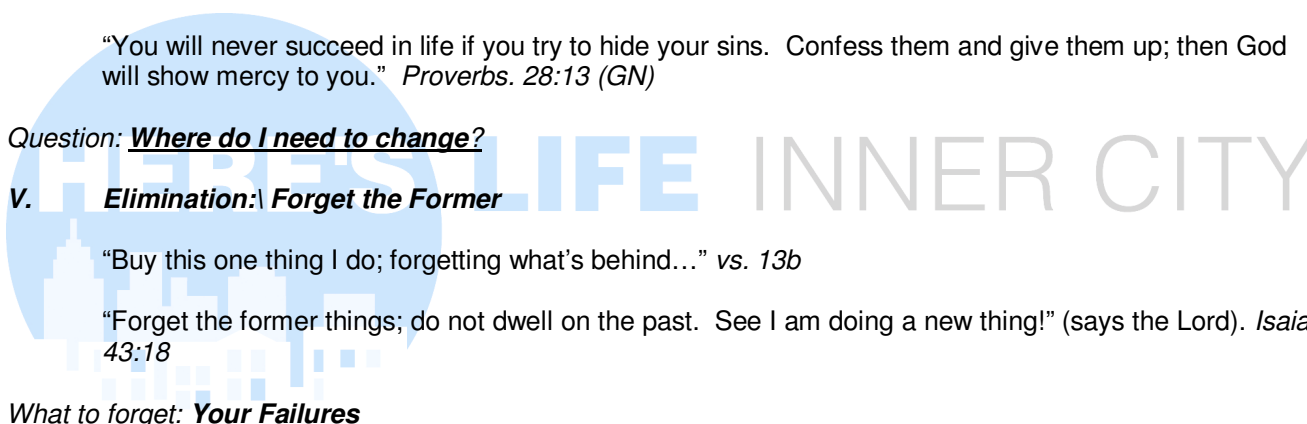 “You will never succeed in life if you try to hide your sins.  Confess them and give them up; then God
will show mercy to you.”  Proverbs. 28:13 (GN)
Question: Where do I need to change?
HERE'S LIFE INNER CITY
V. Elimination:\ Forget the Former
“Buy this one thing I do; forgetting what’s behind…” vs. 13b
“Forget the former things; do not dwell on the past.  See I am doing a new thing!” (says the Lord). Isaia
43:18
What to forget: Your Failures